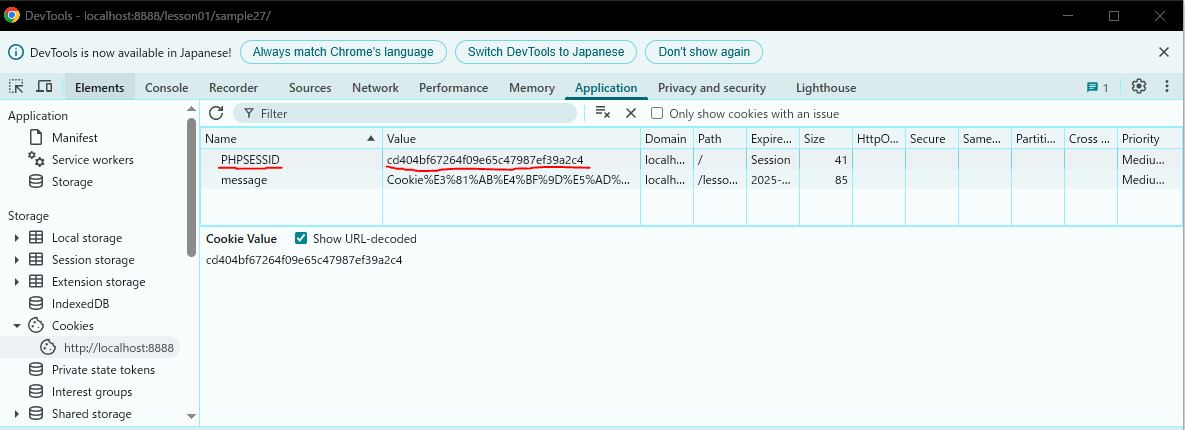 DevTools - localhost:8888/lesson01/sample27/
DevTools is now available in Japanese! Always match Chrome's language Switch DevTools to Japanese Don't show again
Elements Console Recorder Sources Network Performance Memory Application Privacy and security Lighthouse 1
Application
Manifest
Service workers
Storage
Storage
Local storage
Session storage
Extension storage
IndexedDB
Cookies
http://localhost:8888
Private state tokens
Interest groups
Shared storage
Filter Only show cookies with an issue
Name Value Domain Path Expire... Size HttpO... Secure Same... Partiti... Cross ... Priority
PHPSESSID cd404bf67264f09e65c47987ef39a2c4 localh... / Session 41 Mediu...
message Cookie%E3%81%AB%E4%BF%9D%E5%AD%... localh... /lesso... 2025-... 85 Mediu...
Cookie Value Show URL-decoded
cd404bf67264f09e65c47987ef39a2c4